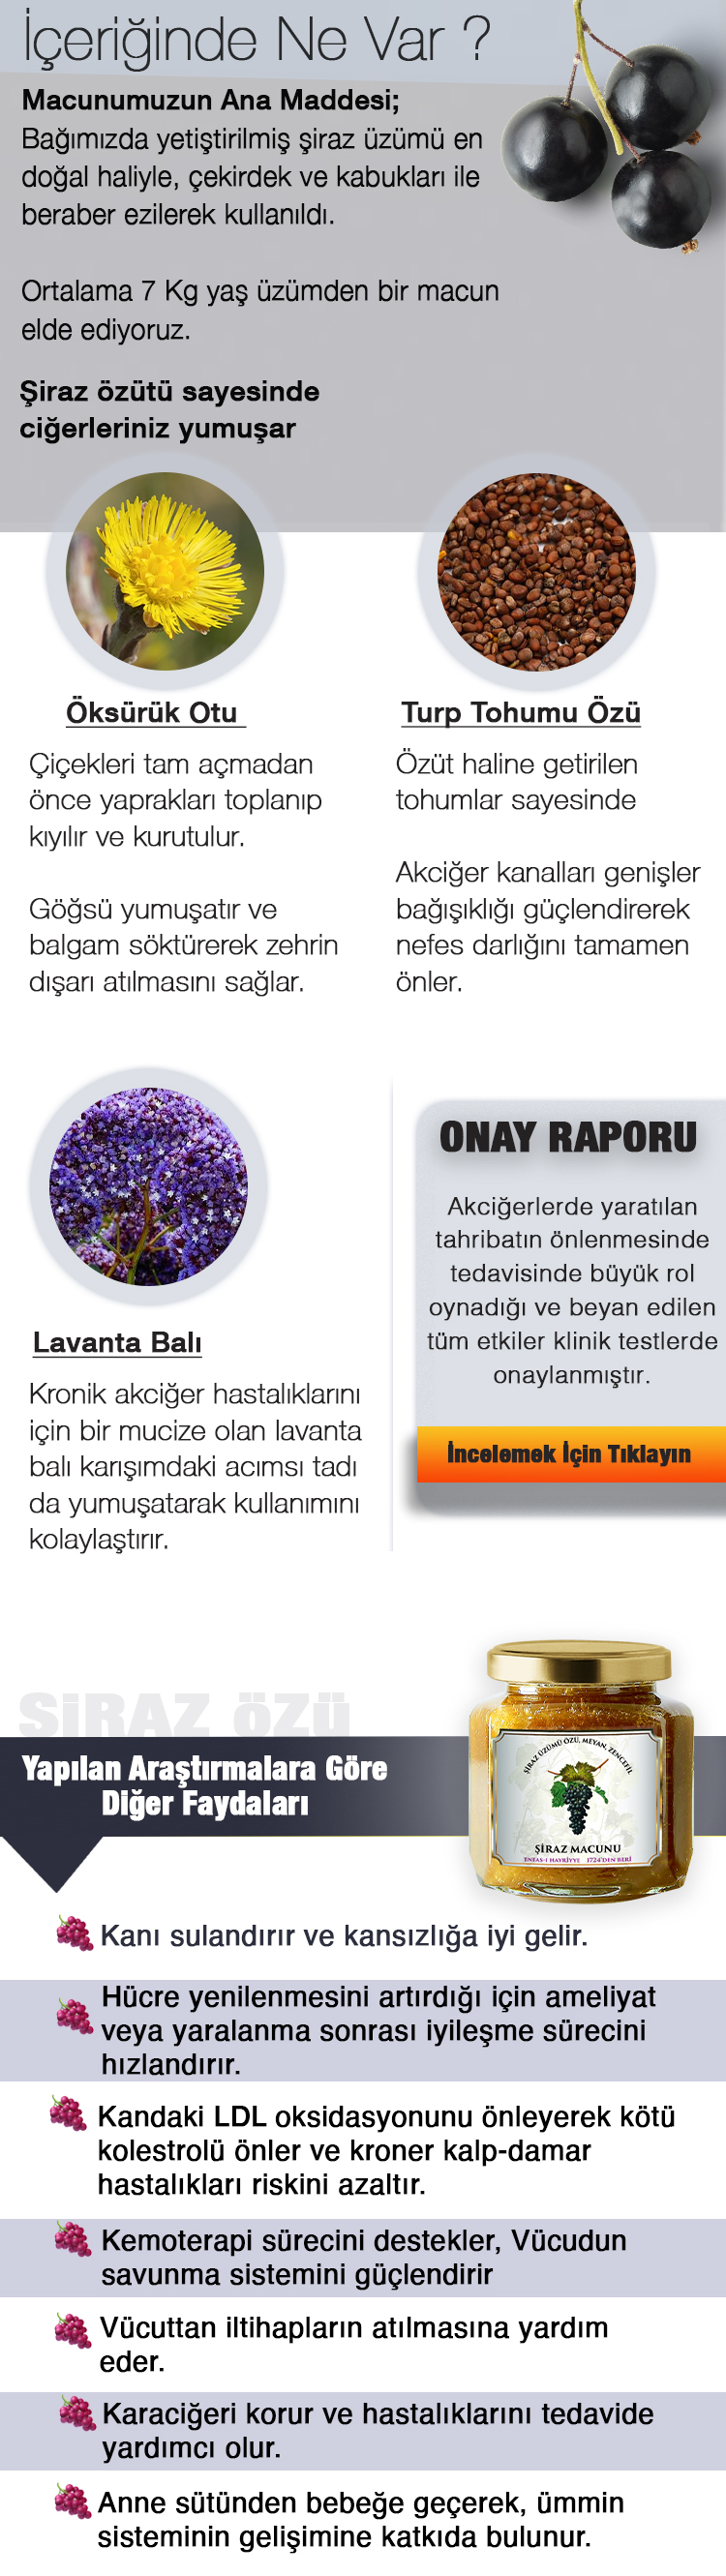 İçeriğinde Ne Var ?
Macunumuzun Ana Maddesi;
Bağımızda yetiştirilmiş şiraz üzümü en
doğal haliyle, çekirdek ve kabukları ile
beraber ezilerek kullanıldı.
Ortalama 7 Kg yaş üzümden bir macun
elde ediyoruz.
Şiraz özütü sayesinde
ciğerleriniz yumuşar
Öksürük Otu
Çiçekleri tam açmadan
önce yaprakları toplanıp
kıyılır ve kurutulur.
Göğsü yumuşatır ve
balgam söktürerek zehrin
dışarı atılmasını sağlar.
Turp Tohumu Özü
Özüt haline getirilen
tohumlar sayesinde
Akciğer kanalları genişler
bağışıklığı güçlendirerek
nefes darlığını tamamen
önler.
Lavanta Balı
Kronik akciğer hastalıklarını
için bir mucize olan lavanta
balı karışımdaki acımsı tadı
da yumuşatarak kullanımını
kolaylaştırır.
ONAY RAPORU
Akciğerlerde yaratılan
tahribatın önlenmesinde
tedavisinde büyük rol
oynadığı ve beyan edilen
tüm etkiler klinik testlerde
onaylanmıştır.
İncelemek İçin Tıklayın
SiRAZ öZÜ
Yapılan Araştırmalara Göre
Diğer Faydaları
ŞİRAZ ÜZÜMÜ ÖZÜ, MEYAN, ZENCEFİL
ŞİRAZ MACUNU
ENFAS-İ HAYRİYYE 1724'DEN BERİ
Kanı sulandırır ve kansızlığa iyi gelir.
Hücre yenilenmesini artırdığı için ameliyat
veya yaralanma sonrası iyileşme sürecini
hızlandırır.
Kandaki LDL oksidasyonunu önleyerek kötü
kolestrolü önler ve kroner kalp-damar
hastalıkları riskini azaltır.
Kemoterapi sürecini destekler, Vücudun
savunma sistemini güçlendirir
Vücuttan iltihapların atılmasına yardım
eder.
Karaciğeri korur ve hastalıklarını tedavide
yardımcı olur.
Anne sütünden bebeğe geçerek, ümmin
sisteminin gelişimine katkıda bulunur.